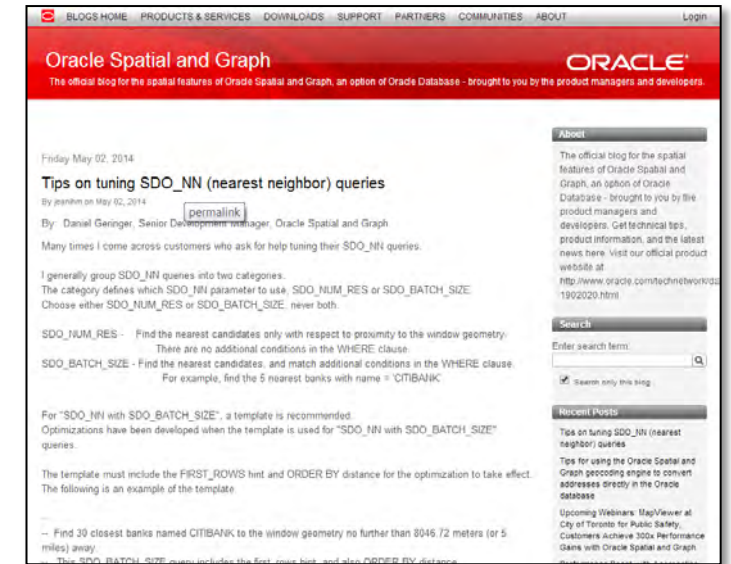 BLOGS HOME PRODUCTS & SERVICES DOWNLOADS SUPPORT PARTNERS COMMUNITIES ABOUT Login
Oracle Spatial and Graph
ORACLE
The official blog for the spatial features of Oracle Spatial and Graph, an option of Oracle Database - brought to you by the product managers and developers.
Friday May 02, 2014
Tips on tuning SDO_NN (nearest neighbor) queries
By jeanihm on May 02, 2014
permalink
By: Daniel Geringer, Senior Development Manager, Oracle Spatial and Graph
Many times I come across customers who ask for help tuning their SDO_NN queries.
I generally group SDO_NN queries into two categories.
The category defines which SDO_NN parameter to use, SDO_NUM_RES or SDO_BATCH_SIZE
Choose either SDO_NUM_RES or SDO_BATCH_SIZE, never both.
SDO_NUM_RES - Find the nearest candidates only with respect to proximity to the window geometry.
There are no additional conditions in the WHERE clause.
SDO_BATCH_SIZE - Find the nearest candidates, and match additional conditions in the WHERE clause.
For example, find the 5 nearest banks with name = 'CITIBANK'
For "SDO_NN with SDO_BATCH_SIZE", a template is recommended.
Optimizations have been developed when the template is used for "SDO_NN with SDO_BATCH_SIZE"
queries.
The template must include the FIRST_ROWS hint and ORDER BY distance for the optimization to take effect.
The following is an example of the template
--
-- Find 30 closest banks named CITIBANK to the window geometry no further than 8046.72 meters (or 5
miles) away
-- This SDO_BATCH_SIZE query includes the first_rows hint, and also ORDER BY distance
About
The official blog for the spatial
features of Oracle Spatial and
Graph, an option of Oracle
Database - brought to you by the
product managers and
developers. Get technical tips,
product information, and the latest
news here. Visit our official product
website at
http://www.oracle.com/technetwork/da
1902020.html
Search
Enter search term:
Search only this blog
Recent Posts
Tips on tuning SDO_NN (nearest
neighbor) queries
Tips for using the Oracle Spatial and
Graph geocoding engine to convert
addresses directly in the Oracle
database
Upcoming Webinars: MapViewer at
City of Toronto for Public Safety,
Customers Achieve 300x Performance
Gains with Oracle Spatial and Graph